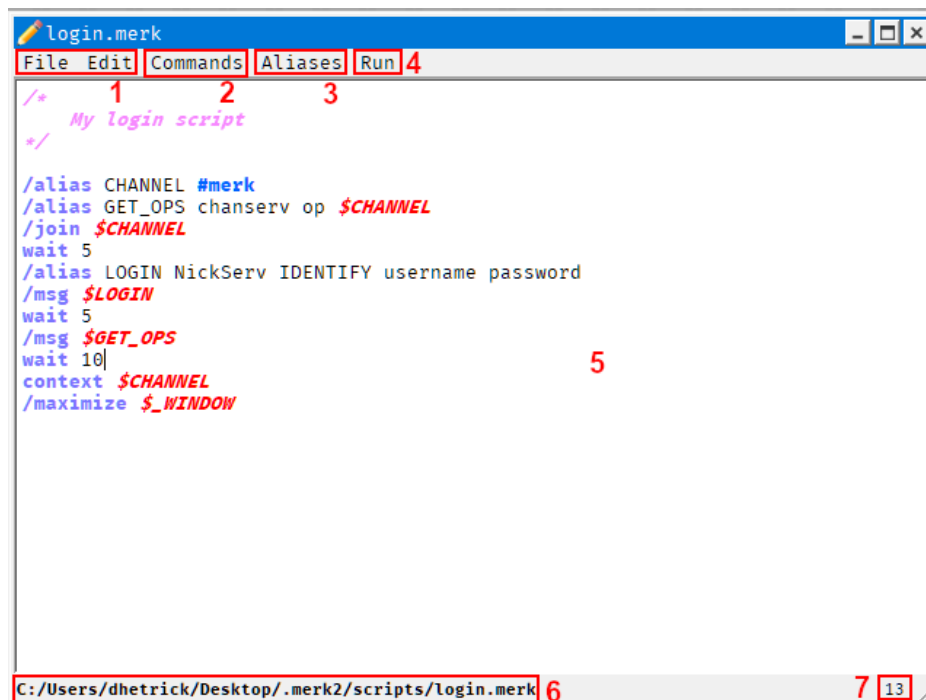 login.merk
File Edit Commands Aliases Run 4
1 2 3
/*
My login script
*/
/alias CHANNEL #merk
/alias GET_OPS chanserv op $CHANNEL
/join $CHANNEL
wait 5
/alias LOGIN NickServ IDENTIFY username password
/msg $LOGIN
wait 5
/msg $GET_OPS
wait 10
5
context $CHANNEL
/maximize $_WINDOW
C:/Users/dhetrick/Desktop/.merk2/scripts/login.merk 6 7 13